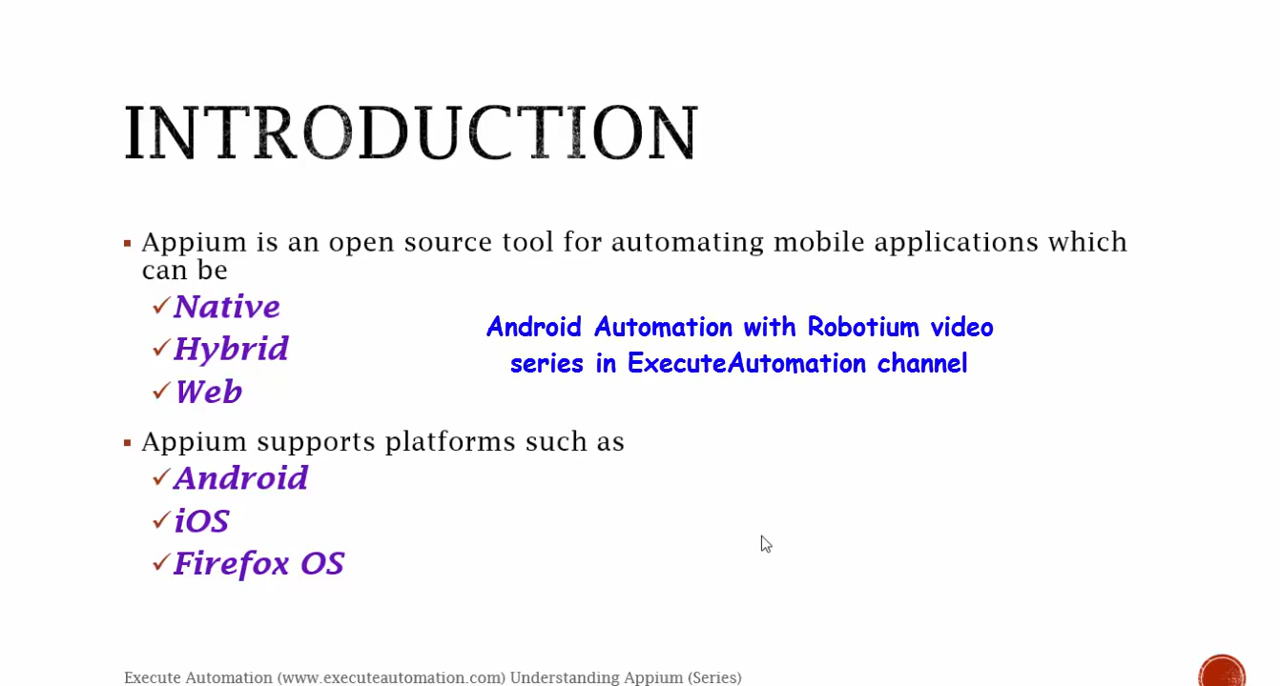 INTRODUCTION
Appium is an open source tool for automating mobile applications which
can be
Native
Hybrid
Web
Android Automation with Robotium video
series in ExecuteAutomation channel
Appium supports platforms such as
Android
iOS
Firefox OS
Execute Automation (www.executeautomation.com) Understanding Appium (Series)